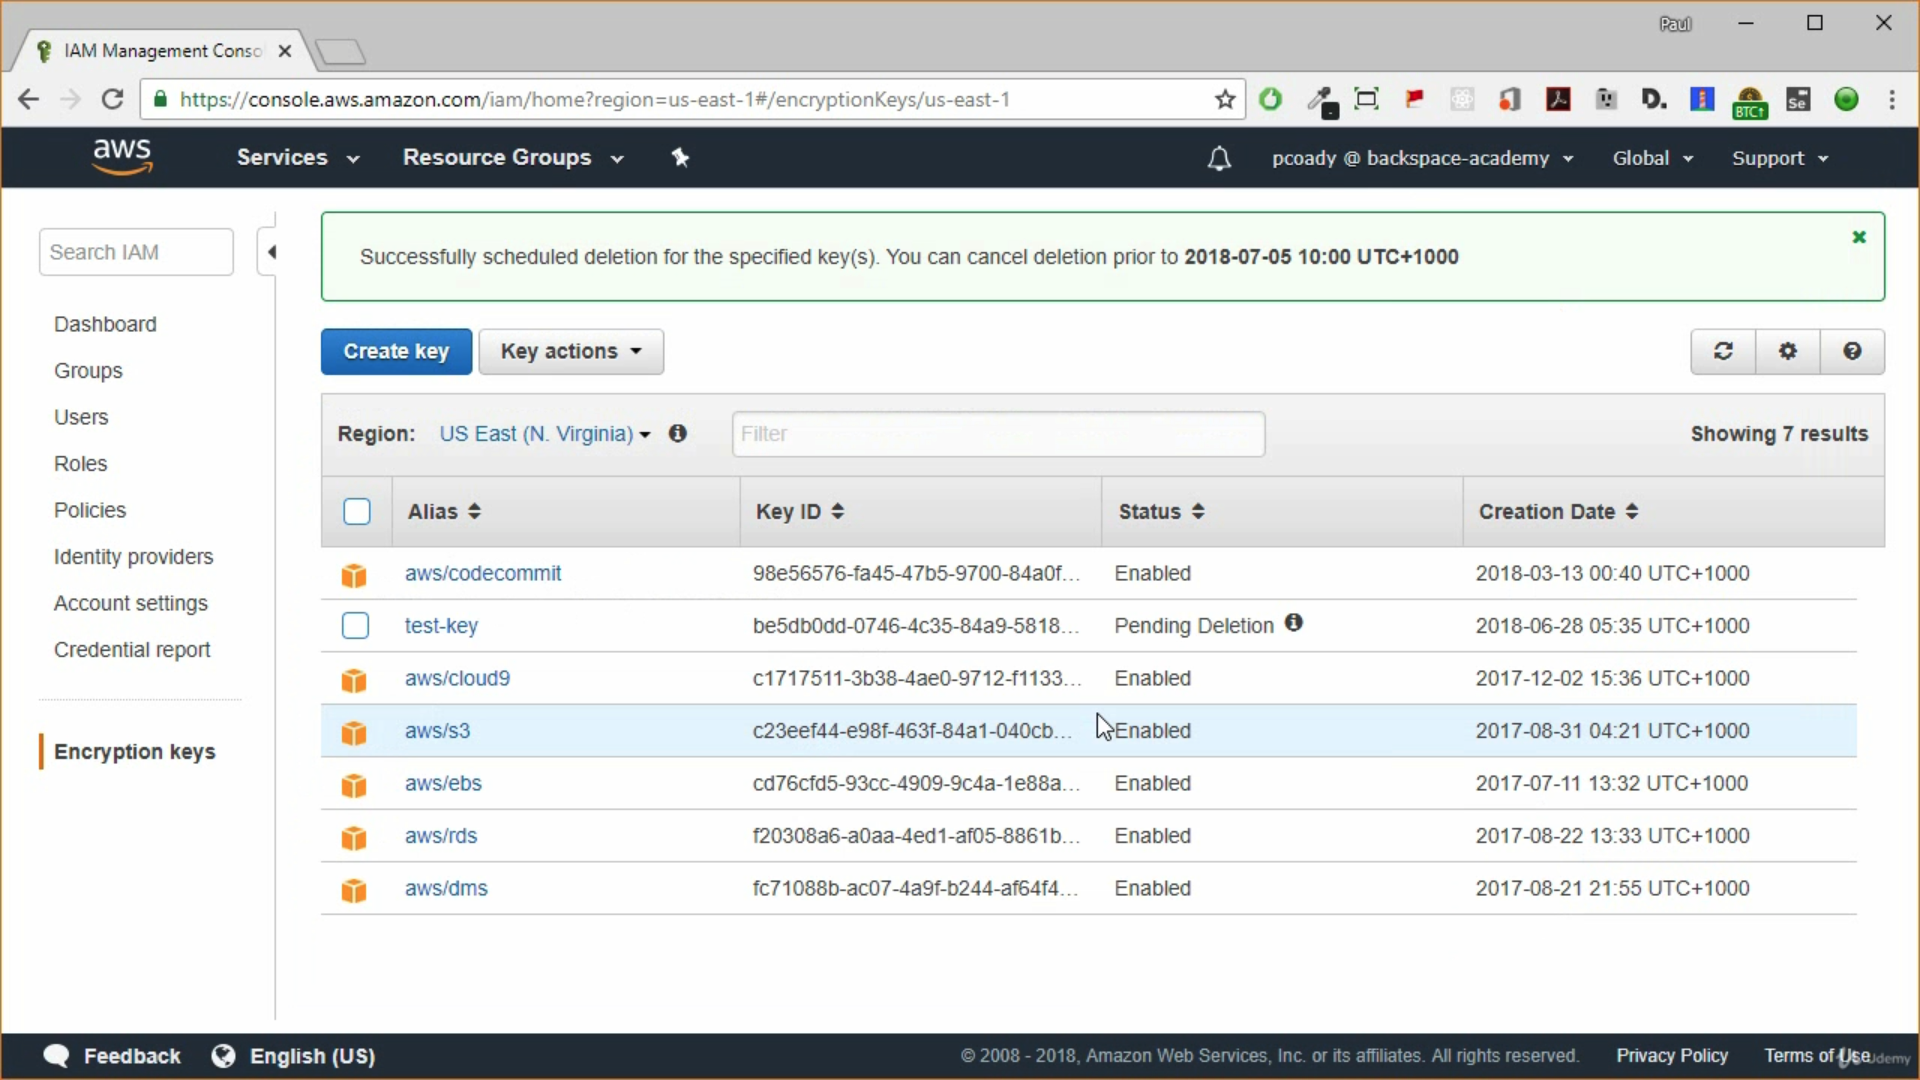 Paul
IAM Management Conso
https://console.aws.amazon.com/iam/home?region=us-east-1#/encryptionKeys/us-east-1
BTC↑
Se
D.
aws
Services
Resource Groups
pcoady @ backspace-academy
Global
Support
Search IAM
Dashboard
Groups
Users
Roles
Policies
Identity providers
Account settings
Credential report
Encryption keys
Successfully scheduled deletion for the specified key(s). You can cancel deletion prior to 2018-07-05 10:00 UTC+1000
Create key
Key actions
Region: US East (N. Virginia)
Filter
Showing 7 results
Alias Key ID Status Creation Date
aws/codecommit 98e56576-fa45-47b5-9700-84a0f... Enabled 2018-03-13 00:40 UTC+1000
test-key be5db0dd-0746-4c35-84a9-5818... Pending Deletion 2018-06-28 05:35 UTC+1000
aws/cloud9 c1717511-3b38-4ae0-9712-f1133... Enabled 2017-12-02 15:36 UTC+1000
aws/s3 c23eef44-e98f-463f-84a1-040cb... Enabled 2017-08-31 04:21 UTC+1000
aws/ebs cd76cfd5-93cc-4909-9c4a-1e88a... Enabled 2017-07-11 13:32 UTC+1000
aws/rds f20308a6-a0aa-4ed1-af05-8861b... Enabled 2017-08-22 13:33 UTC+1000
aws/dms fc71088b-ac07-4a9f-b244-af64f4... Enabled 2017-08-21 21:55 UTC+1000
Feedback
English (US)
© 2008 - 2018, Amazon Web Services, Inc. or its affiliates. All rights reserved.
Privacy Policy
Terms of Use
Udemy